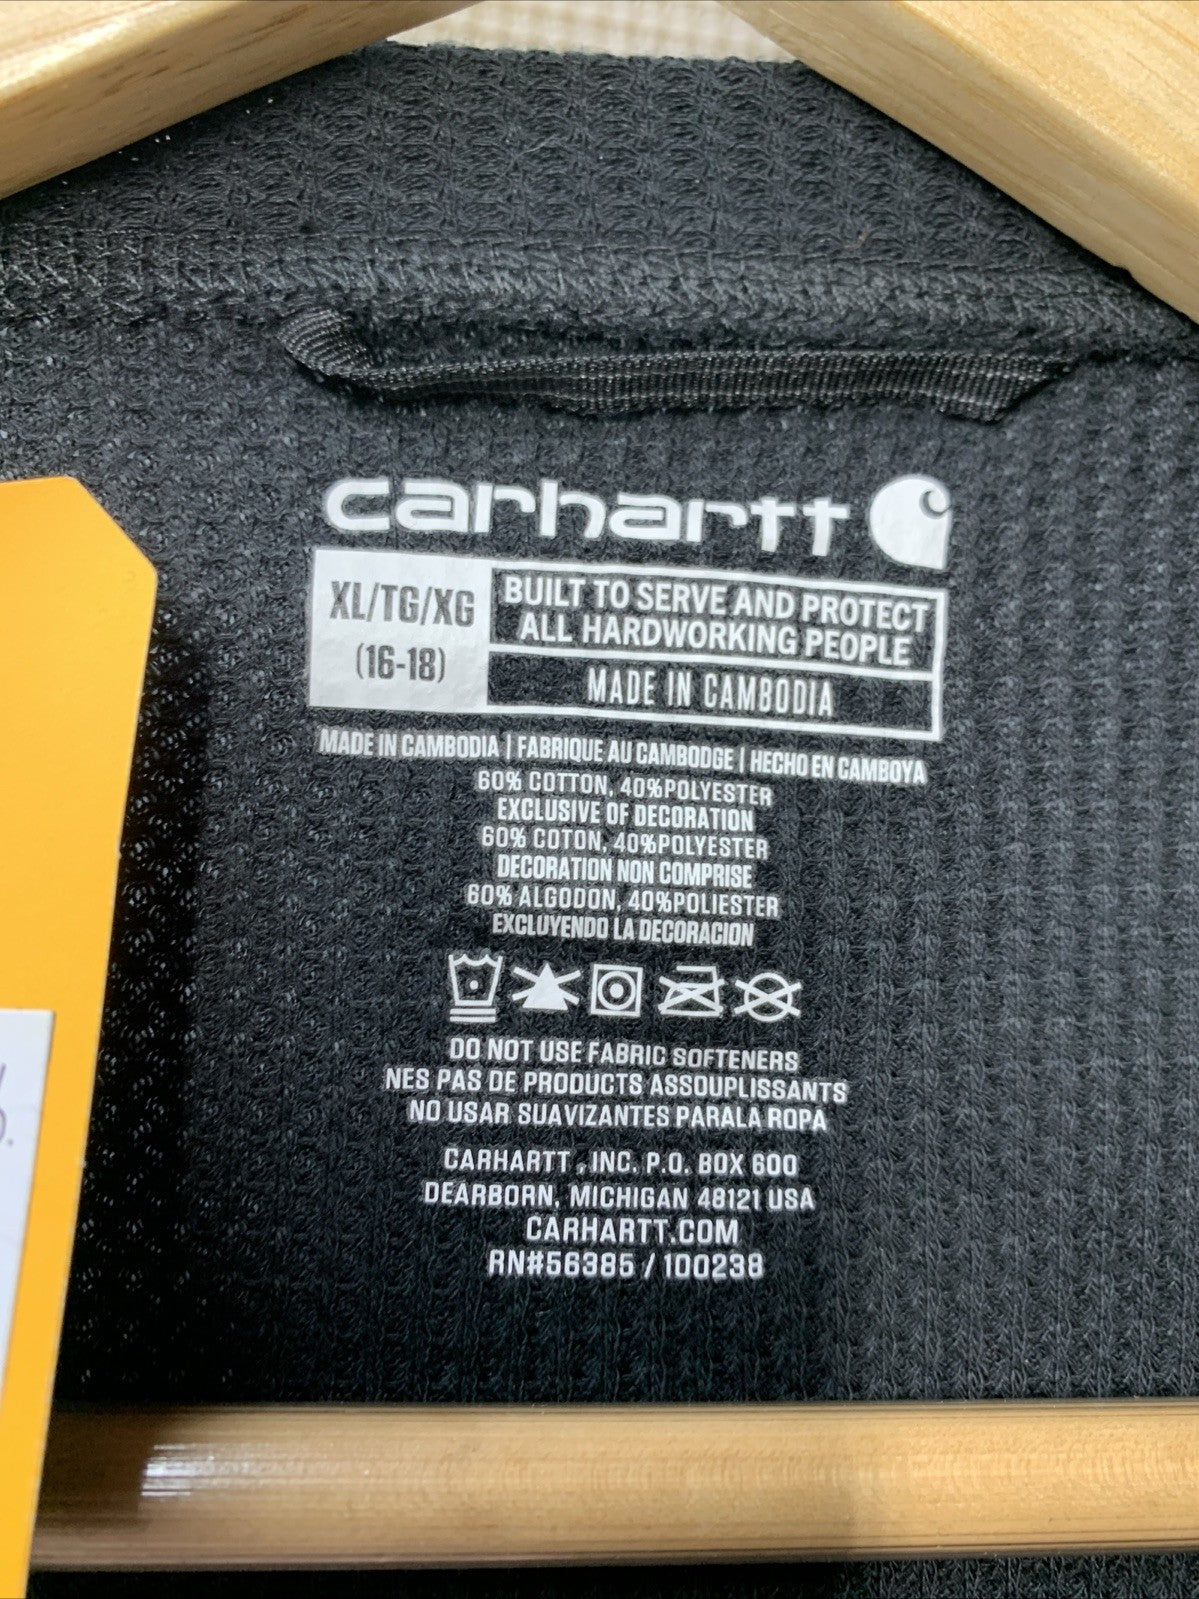 carhartt
XL/TG/XG
(16-18)
BUILT TO SERVE AND PROTECT
ALL HARDWORKING PEOPLE
MADE IN CAMBODIA
MADE IN CAMBODIA | FABRIQUE AU CAMBODGE | HECHO EN CAMBOYA
60% COTTON, 40%POLYESTER
EXCLUSIVE OF DECORATION
60% COTON, 40%POLYESTER
DECORATION NON COMPRISE
60% ALGODON, 40%POLIESTER
EXCLUYENDO LA DECORACION
DO NOT USE FABRIC SOFTENERS
NES PAS DE PRODUCTS ASSOUPLISSANTS
NO USAR SUAVIZANTES PARALA ROPA
CARHARTT, INC. P.O. BOX 600
DEARBORN, MICHIGAN 48121 USA
CARHARTT.COM
RN#56385 / 100238